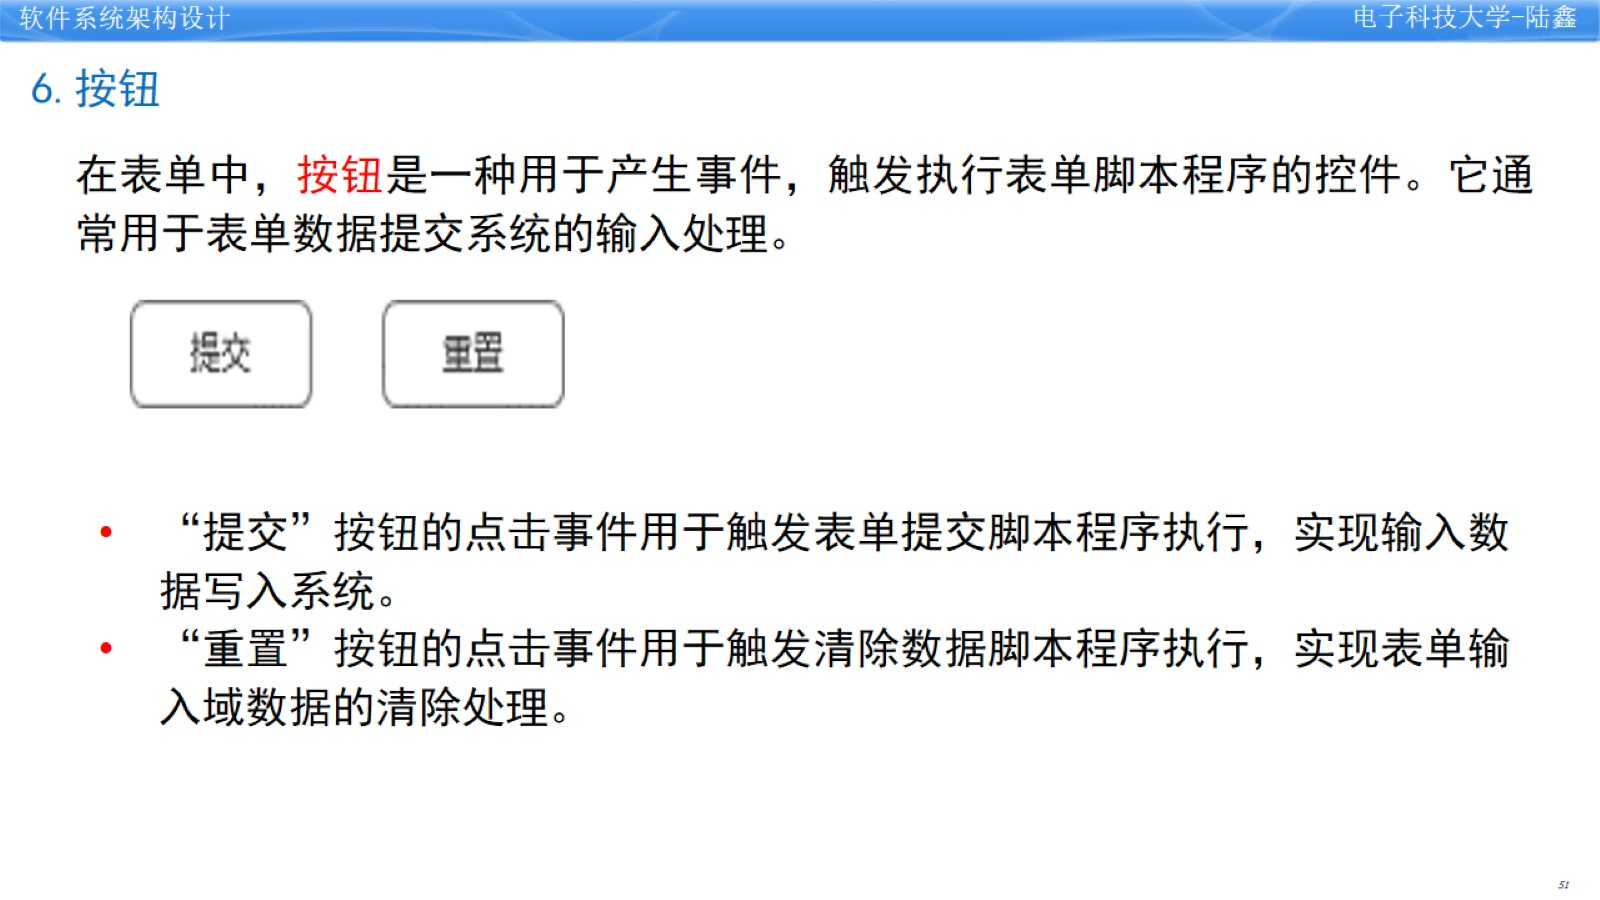 软件系统架构设计
电子科技大学-陆鑫
6. 按钮
在表单中，按钮是一种用于产生事件，触发执行表单脚本程序的控件。它通
常用于表单数据提交系统的输入处理。
提交
重置
• “提交”按钮的点击事件用于触发表单提交脚本程序执行，实现输入数
据写入系统。
• “重置”按钮的点击事件用于触发清除数据脚本程序执行，实现表单输
入域数据的清除处理。
51